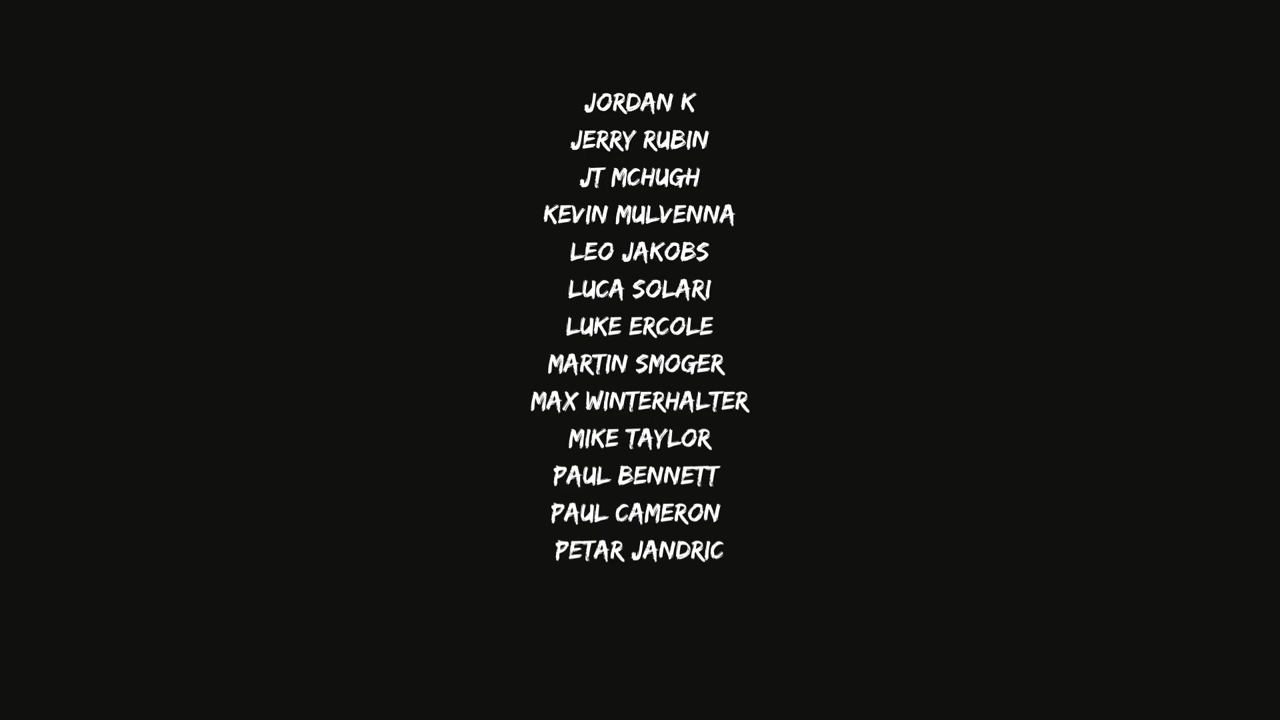 JORDAN K
JERRY RUBIN
JT MCHUGH
KEVIN MULVENNA
LEO JAKOBS
LUCA SOLARI
LUKE ERCOLE
MARTIN SMOGER
MAX WINTERHALTER
MIKE TAYLOR
PAUL BENNETT
PAUL CAMERON
PETAR JANDRIC